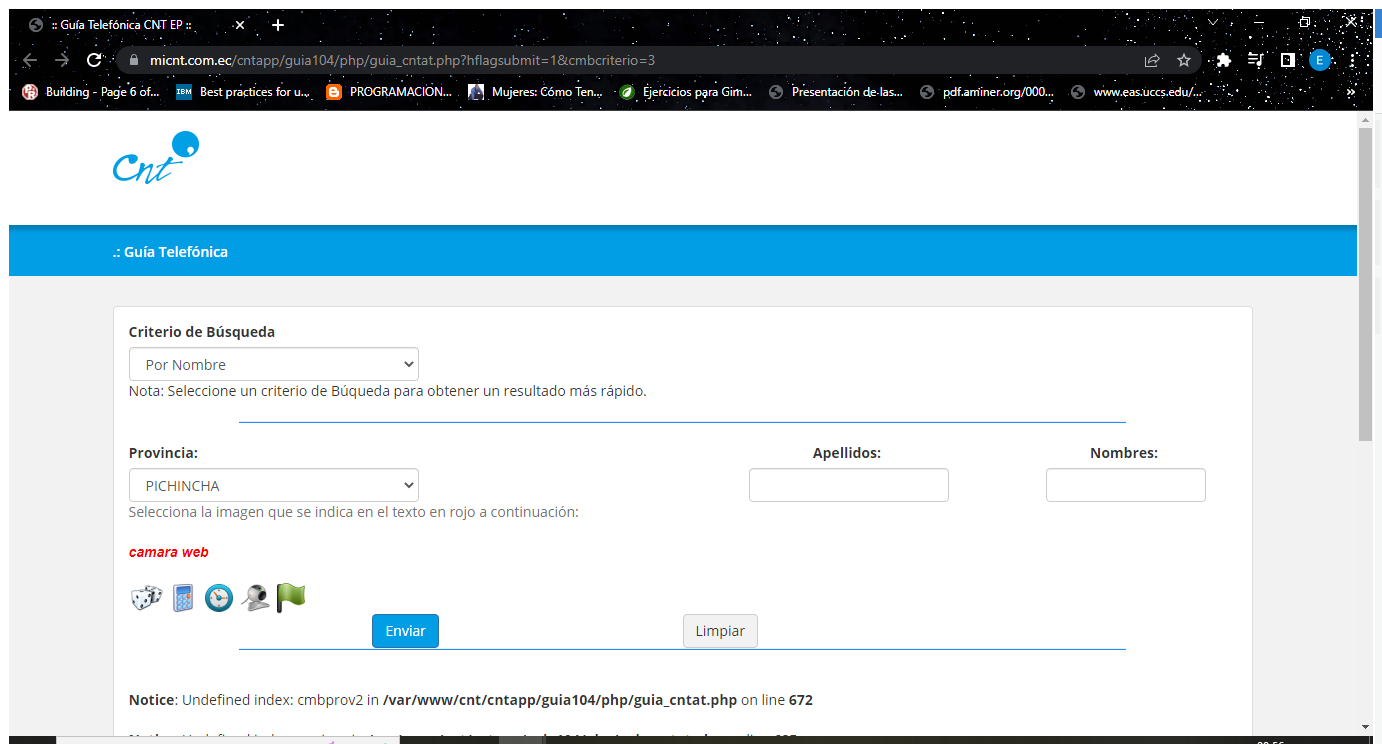 :: Guía Telefónica CNT EP ::
micnt.com.ec/cntapp/guia104/php/guia_cntat.php?hflagsubmit=1&cmbcriterio=3
E
Building - Page 6 of...
IBM
Best practices for u...
PROGRAMACION...
Mujeres: Cómo Ten...
Ejercicios para Gim...
Presentación de las...
pdf.aminer.org/000...
www.eas.uccs.edu/...
»
Cnt
.: Guía Telefónica
Criterio de Búsqueda
Por Nombre
Nota: Seleccione un criterio de Búqueda para obtener un resultado más rápido.
Provincia:
Apellidos:
Nombres:
PICHINCHA
Selecciona la imagen que se indica en el texto en rojo a continuación:
camara web
Enviar
Limpiar
Notice: Undefined index: cmbprov2 in /var/www/cnt/cntapp/guia104/php/guia_cntat.php on line 672